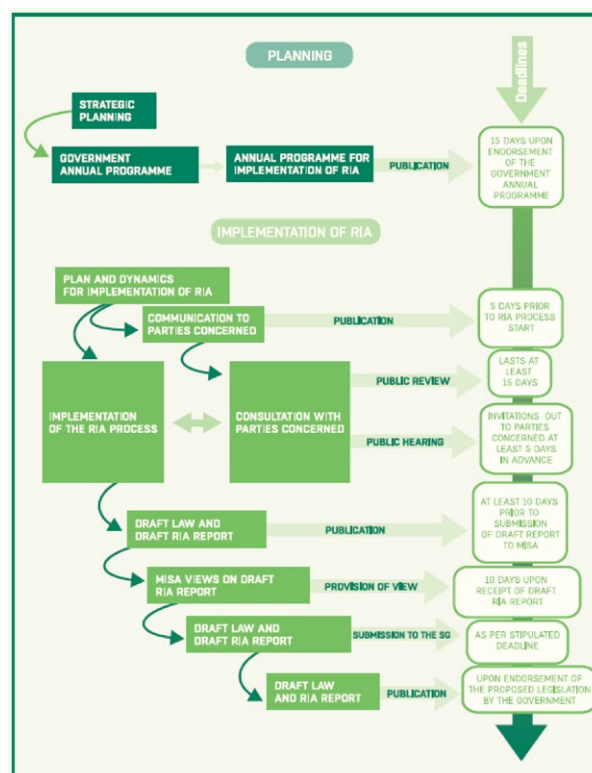 PLANNING
Deadlines
STRATEGIC
PLANNING
GOVERNMENT
ANNUAL PROGRAMME
ANNUAL PROGRAMME FOR
IMPLEMENTATION OF RIA
PUBLICATION
15 DAYS UPON
ENDORSEMENT
OF THE
GOVERNMENT
ANNUAL
PROGRAMME
IMPLEMENTATION OF RIA
PLAN AND DYNAMICS
FOR IMPLEMENTATION OF RIA
COMMUNICATION TO
PARTIES CONCERNED
PUBLICATION
5 DAYS PRIOR
TO RIA PROCESS
START
IMPLEMENTATION
OF THE RIA PROCESS
CONSULTATION WITH
PARTIES CONCERNED
PUBLIC REVIEW
LASTS AT
LEAST
15 DAYS
PUBLIC HEARING
INVITATIONS OUT
TO PARTIES
CONCERNED AT
LEAST 5 DAYS
IN ADVANCE
DRAFT LAW AND
DRAFT RIA REPORT
PUBLICATION
AT LEAST 10 DAYS
PRIOR TO
SUBMISSION
OF DRAFT REPORT
TO MISA
MISA VIEWS ON DRAFT
RIA REPORT
PROVISION OF VIEW
10 DAYS UPON
RECEIPT OF DRAFT
RIA REPORT
DRAFT LAW AND
DRAFT RIA REPORT
SUBMISSION TO THE SG
AS PER STIPULATED
DEADLINE
DRAFT LAW
AND RIA REPORT
PUBLICATION
UPON ENDORSEMENT OF
THE PROPOSED LEGISLATION
BY THE GOVERNMENT